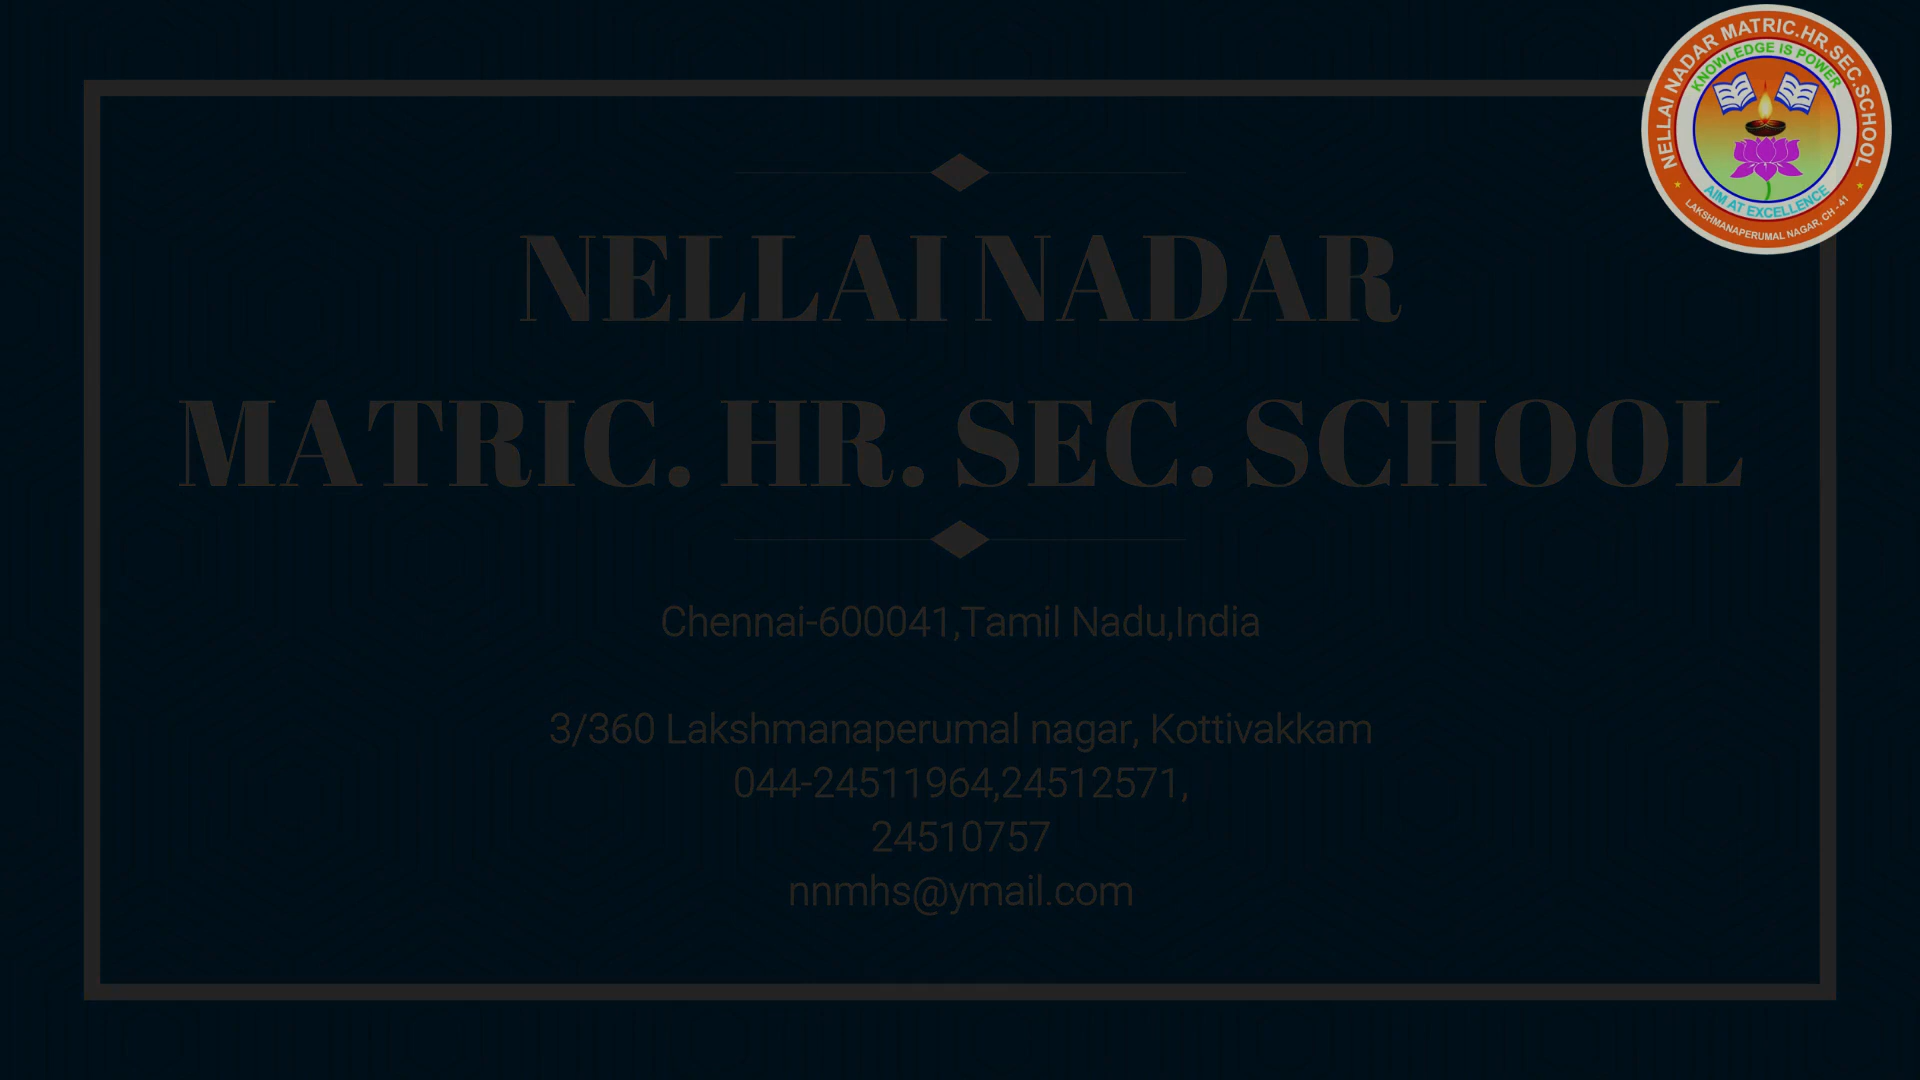 NELLAI NADAR MATRIC.HR.SEC.SCHOOL
KNOWLEDGE IS POWER
AIM AT EXCELLENCE
LAKSHMANAPERUMAL NAGAR, CH - 41
NELLAI NADAR
MATRIC. HR. SEC. SCHOOL
Chennai-600041,Tamil Nadu,India
3/360 Lakshmanaperumal nagar, Kottivakkam
044-24511964,24512571,
24510757
nnmhs@ymail.com